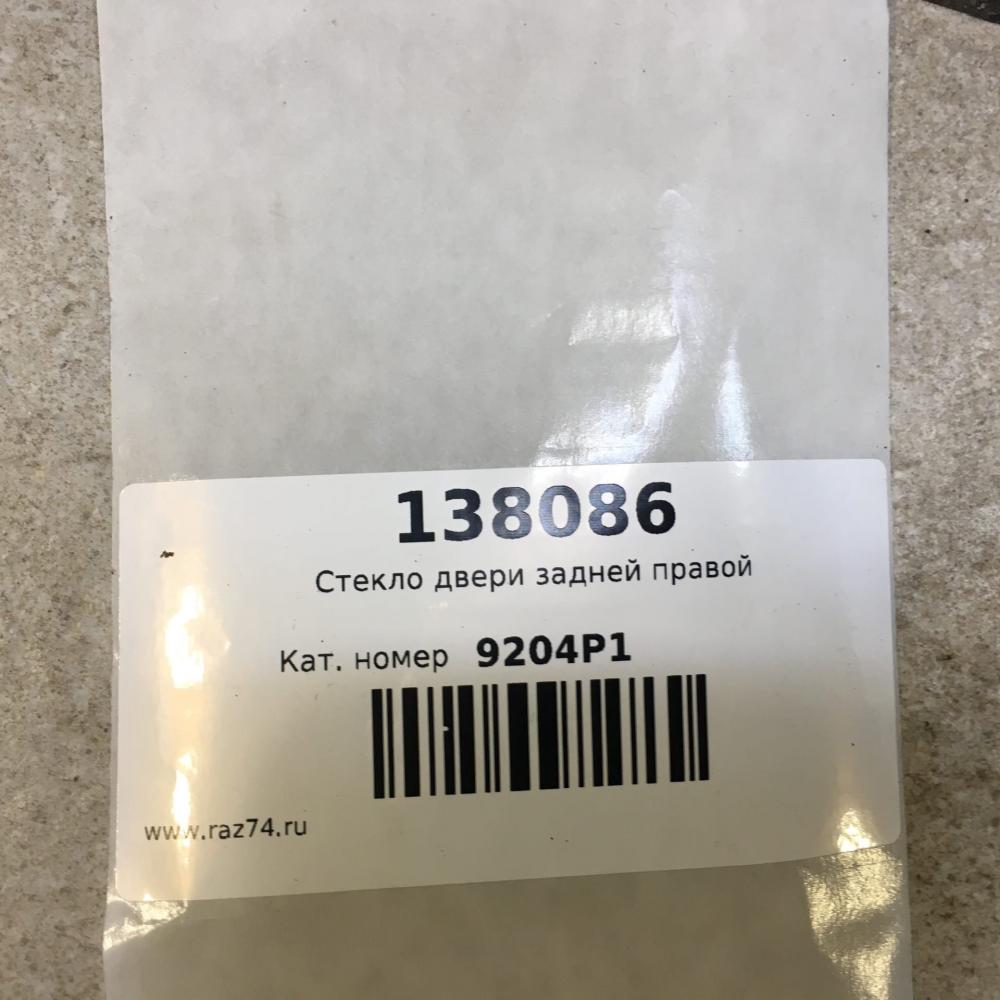 138086
Стекло двери задней правой
Кат. номер 9204P1
www.raz74.ru